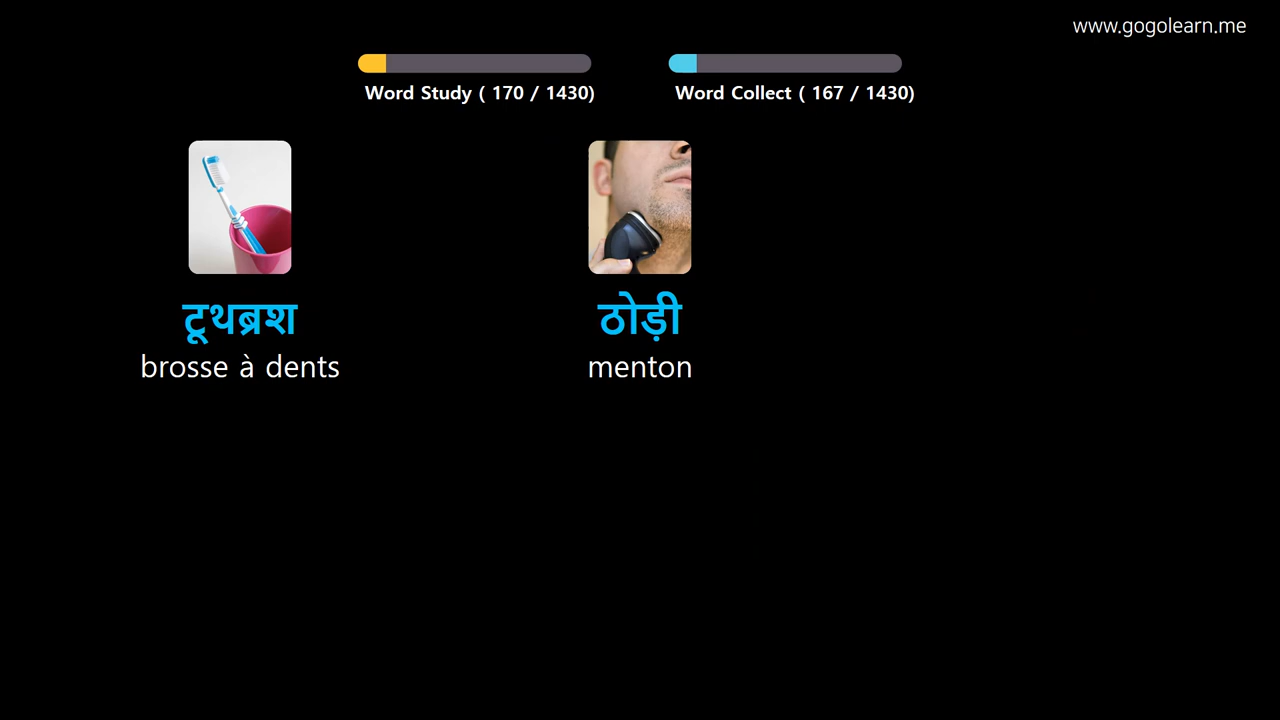 www.gogolearn.me
Word Study ( 170 / 1430)
Word Collect ( 167 / 1430)
टूथब्रश
brosse à dents
ठोड़ी
menton